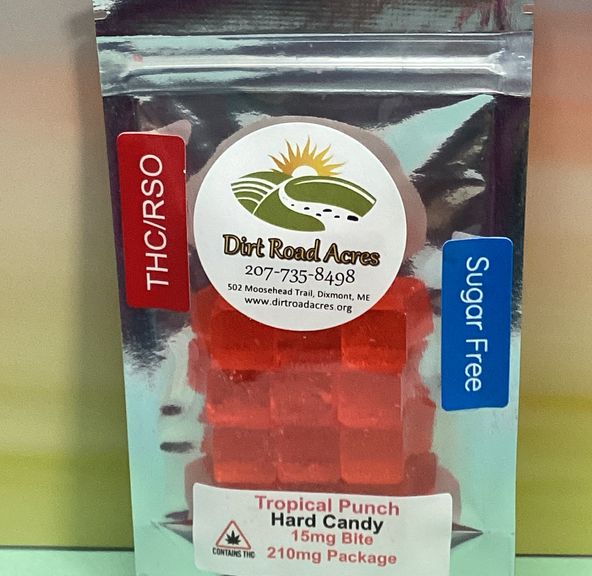 THC/RSO
Dirt Road Acres
207-735-8498
502 Moosehead Trail, Dixmont, ME
www.dirtroadacres.org
Sugar Free
Tropical Punch
Hard Candy
15mg Bite
210mg Package
CONTAINS THC